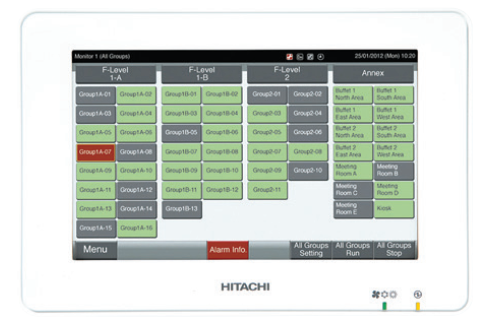 Monitor 1 (All Groups)
25/01/2012 (Mon) 10:20
F-Level
1-A
F-Level
1-B
F-Level
2
Annex
Group1A-01 Group1A-02 Group1B-01 Group1B-02 Group2-01 Group2-02
Buffet 1
North Area
Buffet 1
South Area
Group1A-03 Group1A-04 Group1B-03 Group1B-04 Group2-03 Group2-04
Buffet 1
East Area
Buffet 1
West Area
Group1A-05 Group1A-06 Group1B-05 Group1B-06 Group2-05 Group2-06
Buffet 2
North Area
Buffet 2
South Area
Group1A-07 Group1A-08 Group1B-07 Group1B-08 Group2-07 Group2-08
Buffet 2
East Area
Buffet 2
West Area
Group1A-09 Group1A-10 Group1B-09 Group1B-10 Group2-09 Group2-10
Meeting
Room A
Meeting
Room B
Group1A-11 Group1A-12 Group1B-11 Group1B-12 Group2-11
Meeting
Room C
Meeting
Room D
Group1A-13 Group1A-14 Group1B-13
Meeting
Room E
Kiosk
Group1A-15 Group1A-16
Menu
Alarm Info.
All Groups
Setting
All Groups
Run
All Groups
Stop
HITACHI